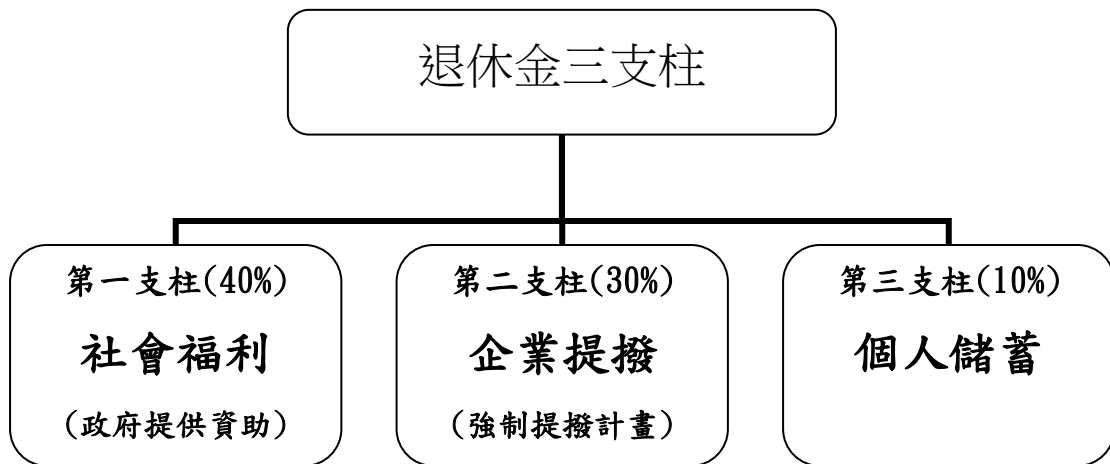 退休金三支柱
第一支柱(40%)
社會福利
(政府提供資助)
第二支柱(30%)
企業提撥
(強制提撥計畫)
第三支柱(10%)
個人儲蓄